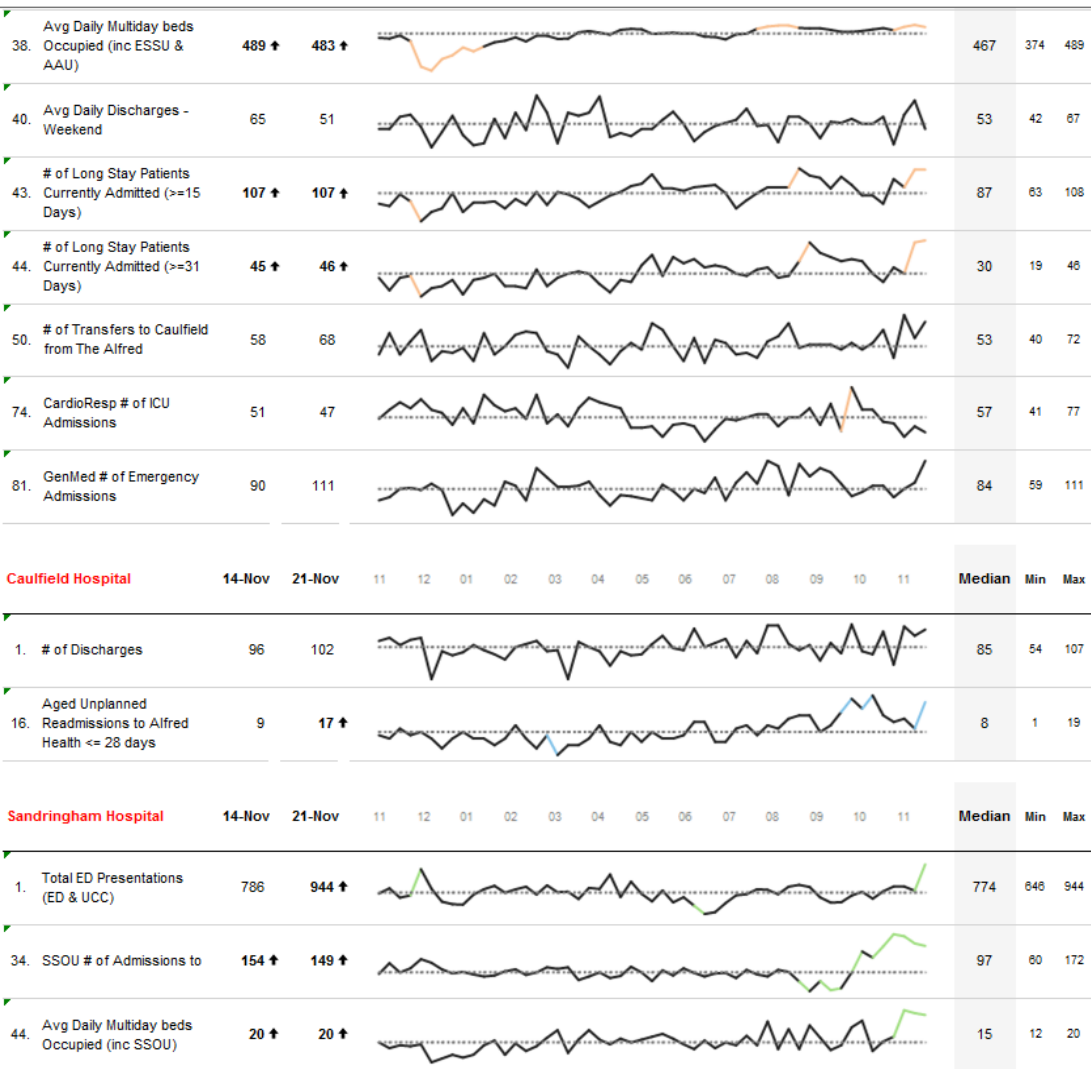 38. Avg Daily Multiday beds Occupied (inc ESSU & AAU) 489 ↑ 483 ↑ 467 374 489
40. Avg Daily Discharges - Weekend 65 51 53 42 67
43. # of Long Stay Patients Currently Admitted (>=15 Days) 107 ↑ 107 ↑ 87 63 108
44. # of Long Stay Patients Currently Admitted (>=31 Days) 45 ↑ 46 ↑ 30 19 46
50. # of Transfers to Caulfield from The Alfred 58 68 53 40 72
74. CardioResp # of ICU Admissions 51 47 57 41 77
81. GenMed # of Emergency Admissions 90 111 84 59 111
Caulfield Hospital 14-Nov 21-Nov 11 12 01 02 03 04 05 06 07 08 09 10 11 Median Min Max
1. # of Discharges 96 102 85 54 107
16. Aged Unplanned Readmissions to Alfred Health <= 28 days 9 17 ↑ 8 1 19
Sandringham Hospital 14-Nov 21-Nov 11 12 01 02 03 04 05 06 07 08 09 10 11 Median Min Max
1. Total ED Presentations (ED & UCC) 786 944 ↑ 774 646 944
34. SSOU # of Admissions to 154 ↑ 149 ↑ 97 60 172
44. Avg Daily Multiday beds Occupied (inc SSOU) 20 ↑ 20 ↑ 15 12 20